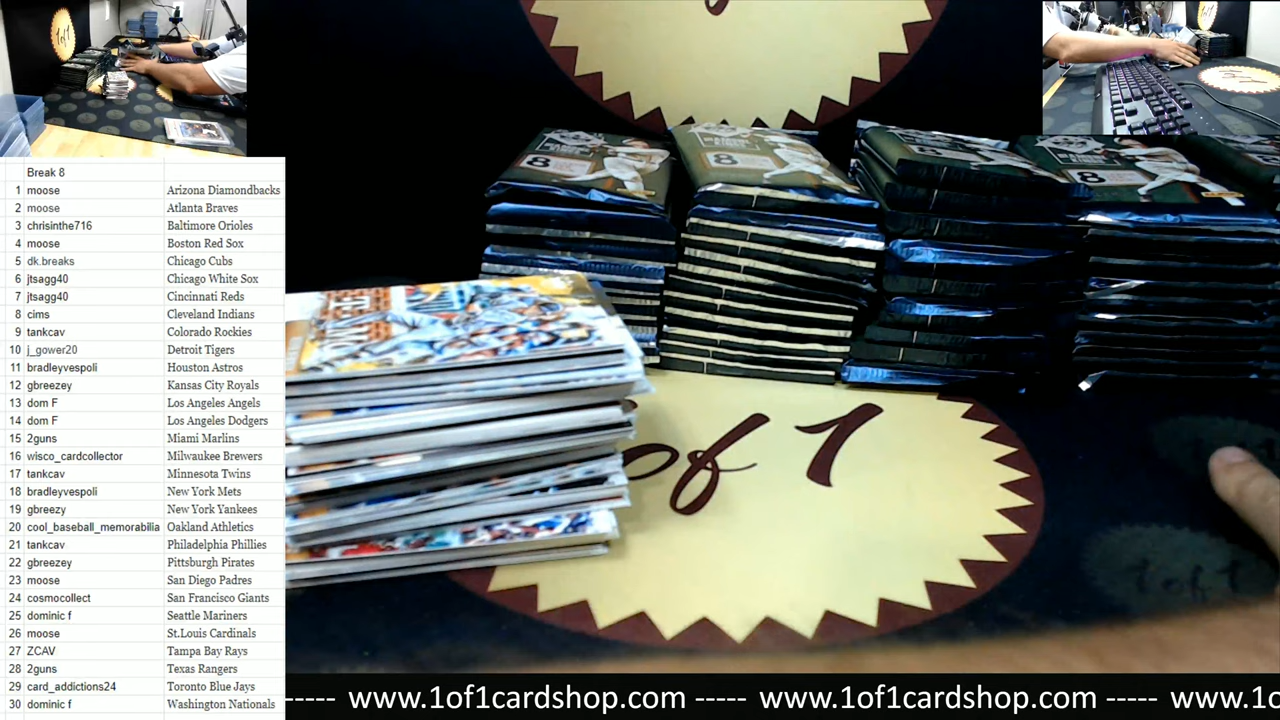 Break 8
1 moose Arizona Diamondbacks
2 moose Atlanta Braves
3 chrisinthe716 Baltimore Orioles
4 moose Boston Red Sox
5 dk.breaks Chicago Cubs
6 jtsagg40 Chicago White Sox
7 jtsagg40 Cincinnati Reds
8 cims Cleveland Indians
9 tankcav Colorado Rockies
10 j_gower20 Detroit Tigers
11 bradleyvespoli Houston Astros
12 gbreezey Kansas City Royals
13 dom F Los Angeles Angels
14 dom F Los Angeles Dodgers
15 2guns Miami Marlins
16 wisco_cardcollector Milwaukee Brewers
17 tankcav Minnesota Twins
18 bradleyvespoli New York Mets
19 gbreezy New York Yankees
20 cool_baseball_memorabilia Oakland Athletics
21 tankcav Philadelphia Phillies
22 gbreezey Pittsburgh Pirates
23 moose San Diego Padres
24 cosmocollect San Francisco Giants
25 dominic f Seattle Mariners
26 moose St.Louis Cardinals
27 ZCAV Tampa Bay Rays
28 2guns Texas Rangers
29 card_addictions24 Toronto Blue Jays
30 dominic f Washington Nationals
8
8
8
of 1
----- www.1of1cardshop.com ----- www.1of1cardshop.com ----- www.1o